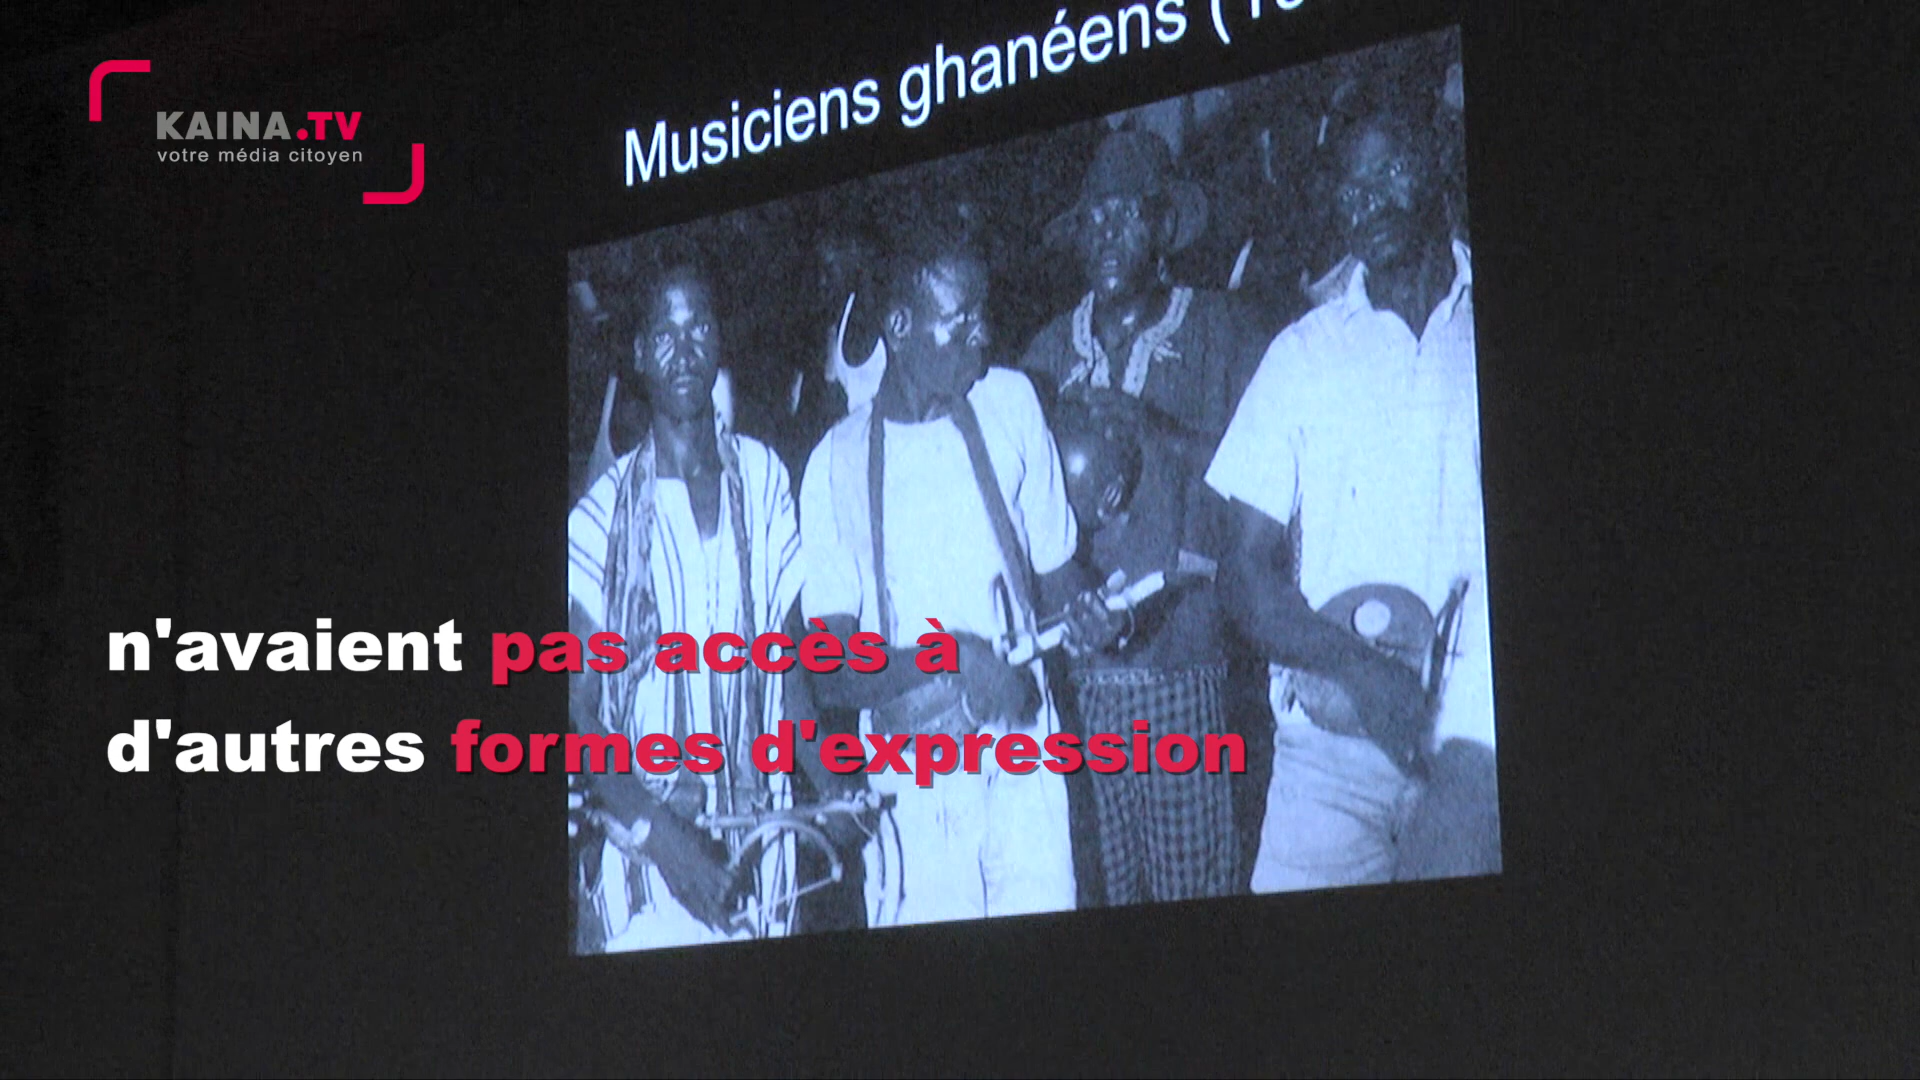 Musiciens ghanéens (
KAINA.TV
votre média citoyen
n'avaient pas accès à
d'autres formes d'expression